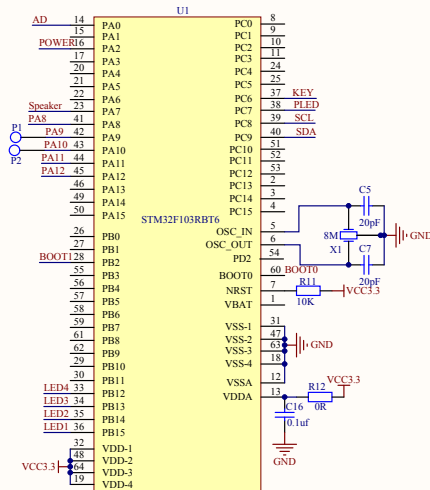 U1
AD 14 PA0 PC0 8
15 PA1 PC1 9
POWER 16 PA2 PC2 10
17 PA3 PC3 11
20 PA4 PC4 24
21 PA5 PC5 25
22 PA6 PC6 37 KEY
Speaker 23 PA7 PC7 38 PLED
PA8 41 PA8 PC8 39 SCL
P1 PA9 42 PA9 PC9 40 SDA
P2 PA10 43 PA10 PC10 51
PA11 44 PA11 PC11 52
PA12 45 PA12 PC12 53
46 PA13 PC13 2
49 PA14 PC14 3
50 PA15 PC15 4
STM32F103RBT6
C5
20pF
26 PB0 OSC_IN 5
8M
GND
27 PB1 OSC_OUT 6
X1
BOOT1 28 PB2 PD2 54
C7
20pF
55 PB3 BOOT0 60 BOOT0
56 PB4 NRST 7 R11 VCC3.3
10K
57 PB5 VBAT 1
58 PB6
59 PB7 VSS-1 31
61 PB8 VSS-2 47
62 PB9 VSS-3 63 GND
29 PB10 VSS-4 18
30 PB11 VSSA 12
LED4 33 PB12 VDDA 13 R12 VCC3.3
0R
LED3 34 PB13
C16
LED2 35 PB14
0.1uf
LED1 36 PB15
32 VDD-1
GND
48 VDD-2
VCC3.3 64 VDD-3
19 VDD-4